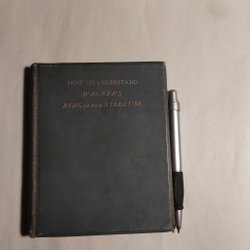 HOW TO UNDERSTAND
WAGNER'S
RING OF THE NIBELUNG